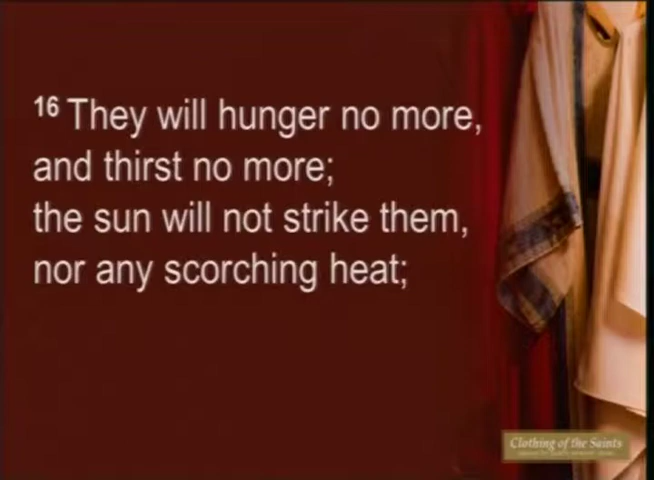 16 They will hunger no more,
and thirst no more;
the sun will not strike them,
nor any scorching heat;
Clothing of the Saints